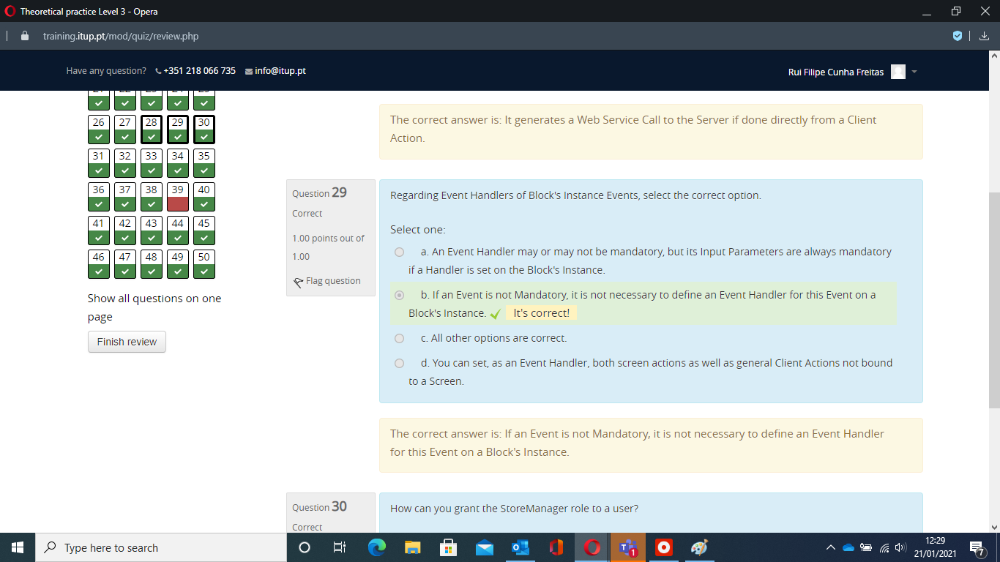 Theoretical practice Level 3 - Opera
training.itup.pt/mod/quiz/review.php
Have any question? +351 218 066 735 info@itup.pt
Rui Filipe Cunha Freitas
26 27 28 29 30
31 32 33 34 35
36 37 38 39 40
41 42 43 44 45
46 47 48 49 50
Show all questions on one
page
Finish review
The correct answer is: It generates a Web Service Call to the Server if done directly from a Client
Action.
Question 29
Correct
1.00 points out of
1.00
Flag question
Regarding Event Handlers of Block's Instance Events, select the correct option.
Select one:
a. An Event Handler may or may not be mandatory, but its Input Parameters are always mandatory
if a Handler is set on the Block's Instance.
b. If an Event is not Mandatory, it is not necessary to define an Event Handler for this Event on a
Block's Instance. It's correct!
c. All other options are correct.
d. You can set, as an Event Handler, both screen actions as well as general Client Actions not bound
to a Screen.
The correct answer is: If an Event is not Mandatory, it is not necessary to define an Event Handler
for this Event on a Block's Instance.
Question 30
Correct
How can you grant the StoreManager role to a user?
Type here to search
1
12:29
21/01/2021
7